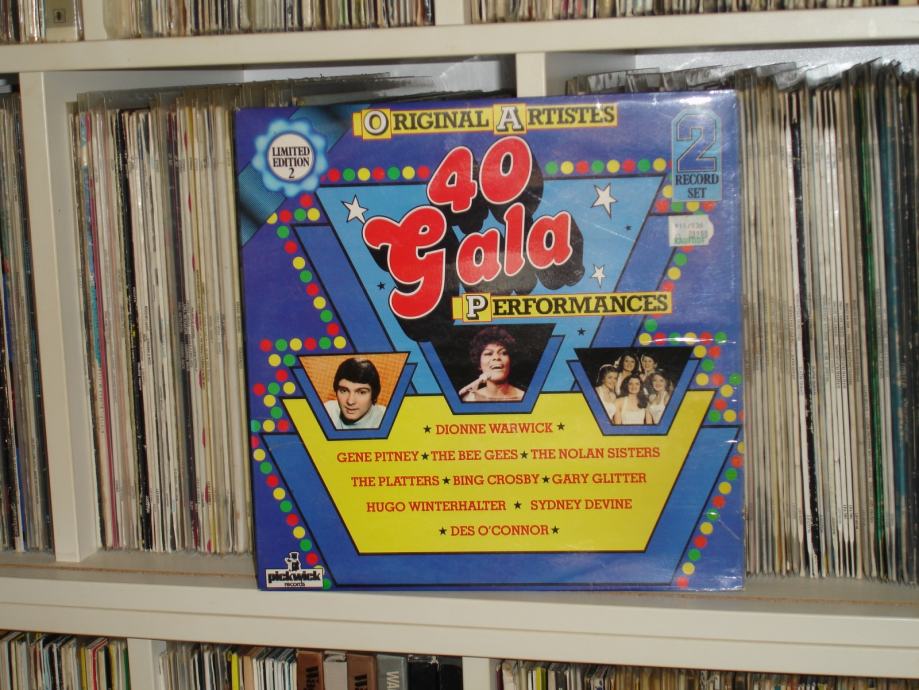 ORIGINAL ARTISTES
LIMITED
EDITION
2
2
RECORD
SET
40
Gala
PERFORMANCES
★ DIONNE WARWICK ★
GENE PITNEY ★ THE BEE GEES ★ THE NOLAN SISTERS
THE PLATTERS ★ BING CROSBY ★ GARY GLITTER
HUGO WINTERHALTER ★ SYDNEY DEVINE
★ DES O'CONNOR ★
pickwick
records